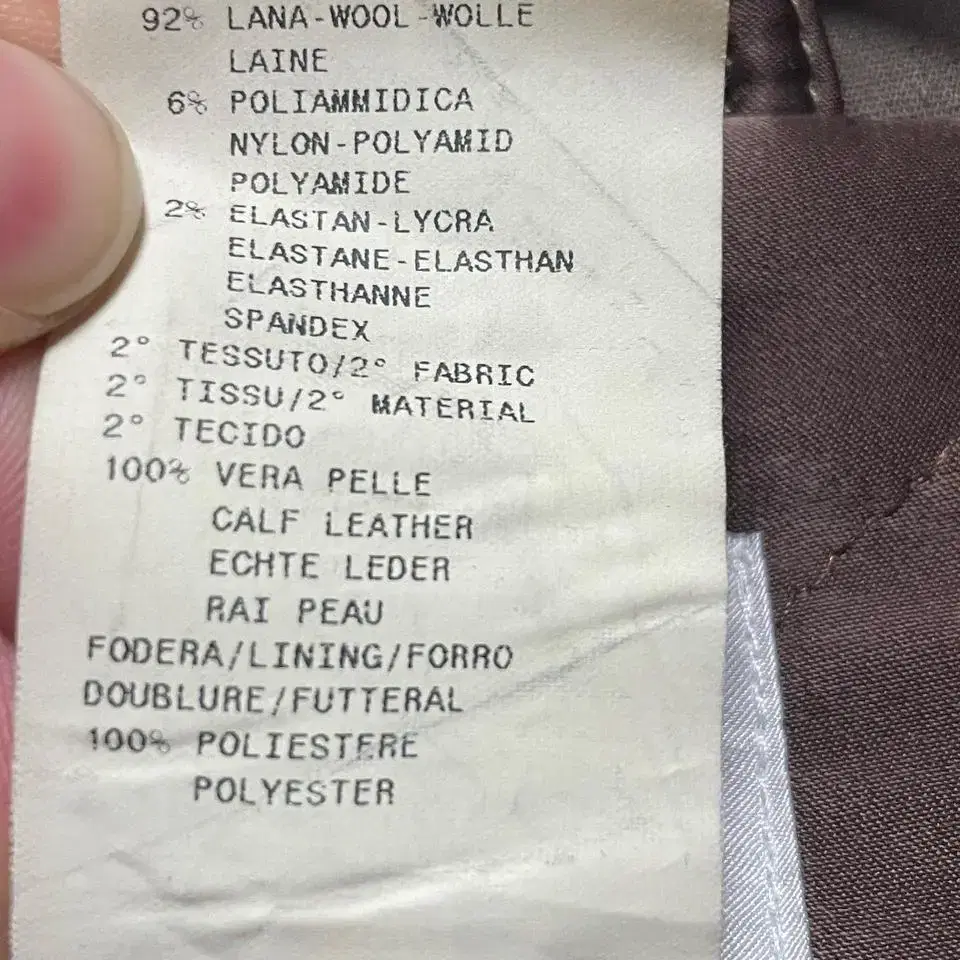 92% LANA-WOOL-WOLLE
LAINE
6% POLIAMMIDICA
NYLON-POLYAMID
POLYAMIDE
2% ELASTAN-LYCRA
ELASTANE-ELASTHAN
ELASTHANNE
SPANDEX
2° TESSUTO/2° FABRIC
2° TISSU/2° MATERIAL
2° TECIDO
100% VERA PELLE
CALF LEATHER
ECHTE LEDER
RAI PEAU
FODERA/LINING/FORRO
DOUBLURE/FUTTERAL
100% POLIESTERE
POLYESTER